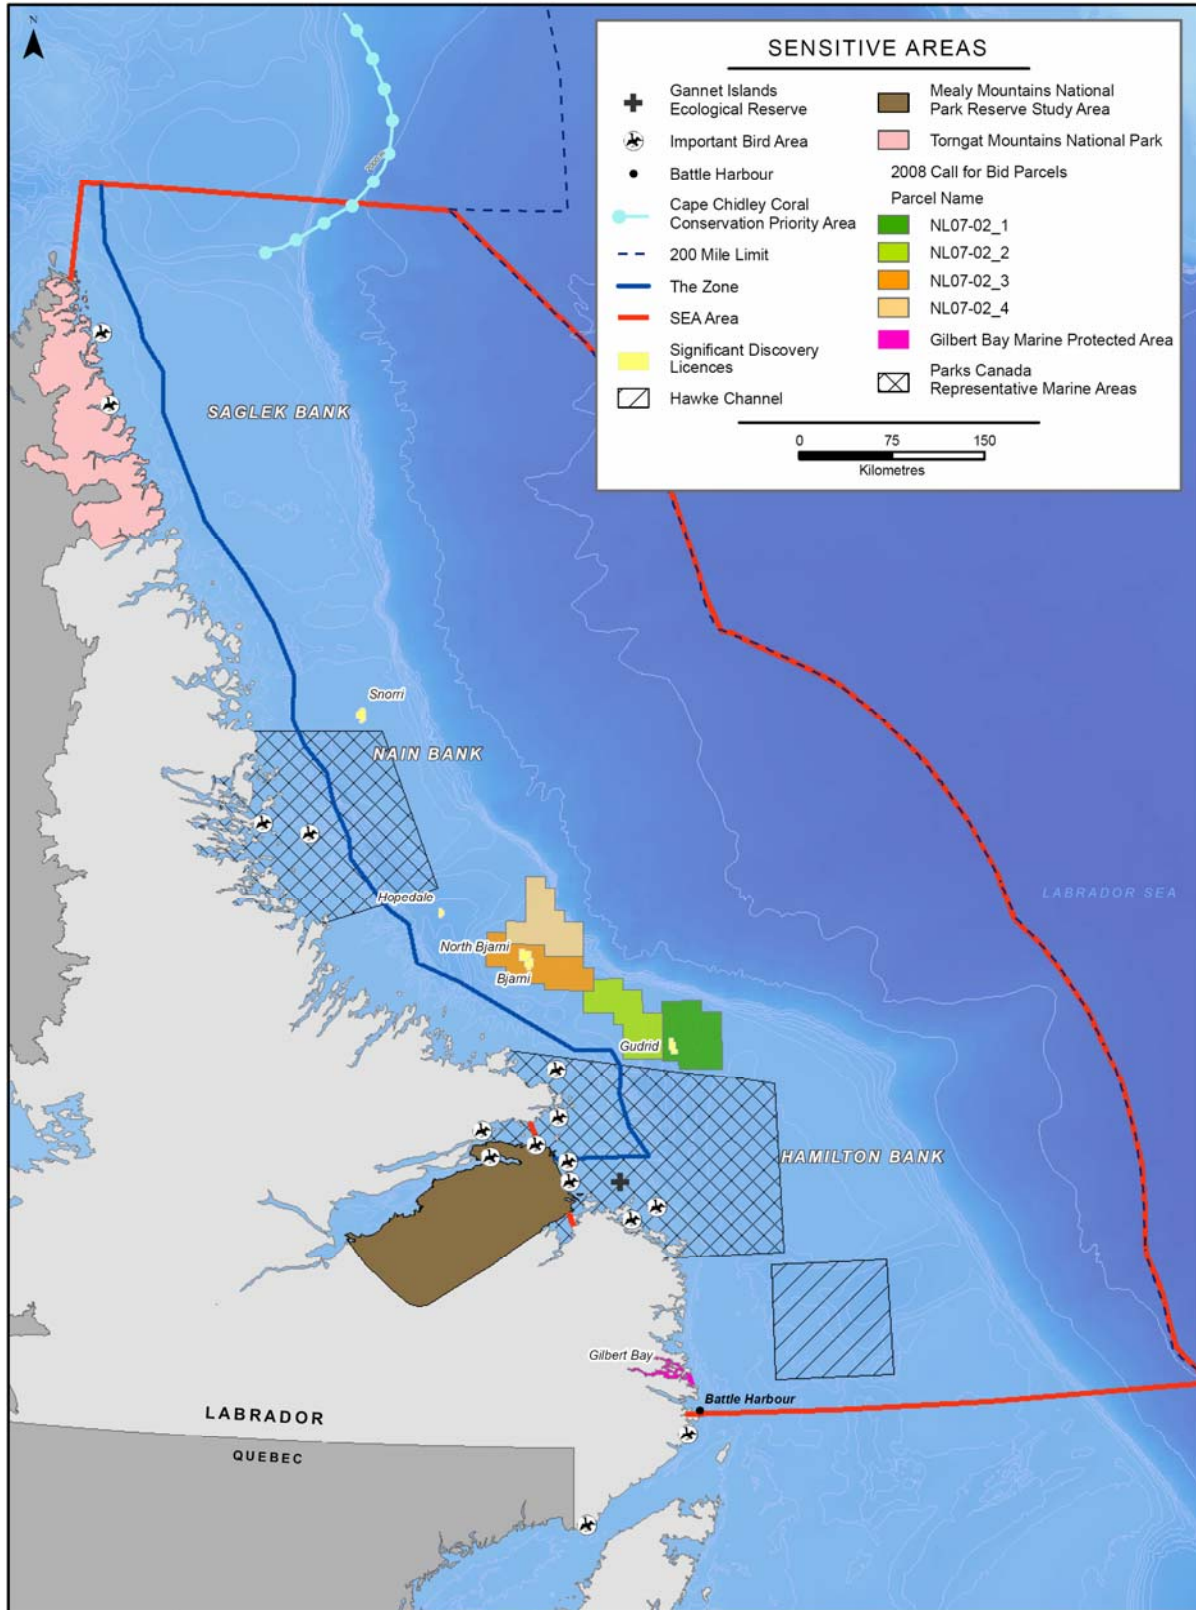 N
SENSITIVE AREAS
Gannet Islands
Ecological Reserve
Important Bird Area
Battle Harbour
Cape Chidley Coral
Conservation Priority Area
200 Mile Limit
The Zone
SEA Area
Significant Discovery
Licences
Hawke Channel
Mealy Mountains National
Park Reserve Study Area
Torngat Mountains National Park
2008 Call for Bid Parcels
Parcel Name
NL07-02_1
NL07-02_2
NL07-02_3
NL07-02_4
Gilbert Bay Marine Protected Area
Parks Canada
Representative Marine Areas
0 75 150
Kilometres
SAGLEK BANK
Snorri
NAIN BANK
Hopedale
LABRADOR SEA
North Bjarni
Bjarni
Gudrid
HAMILTON BANK
Gilbert Bay
Battle Harbour
LABRADOR
QUEBEC